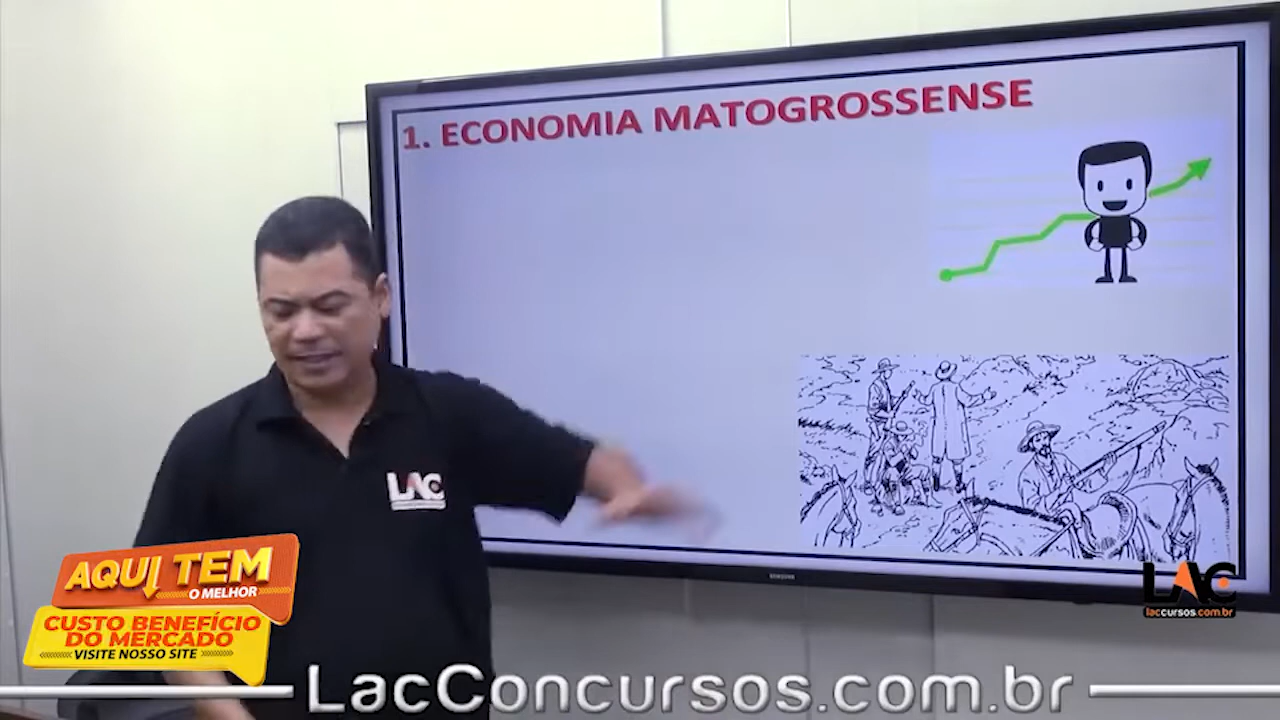 1. ECONOMIA MATOGROSSENSE
LAC
AQUI TEM
O MELHOR
CUSTO BENEFÍCIO
DO MERCADO
VISITE NOSSO SITE
SAMSUNG
LAC
laccursos.com.br
LacConcursos.com.br